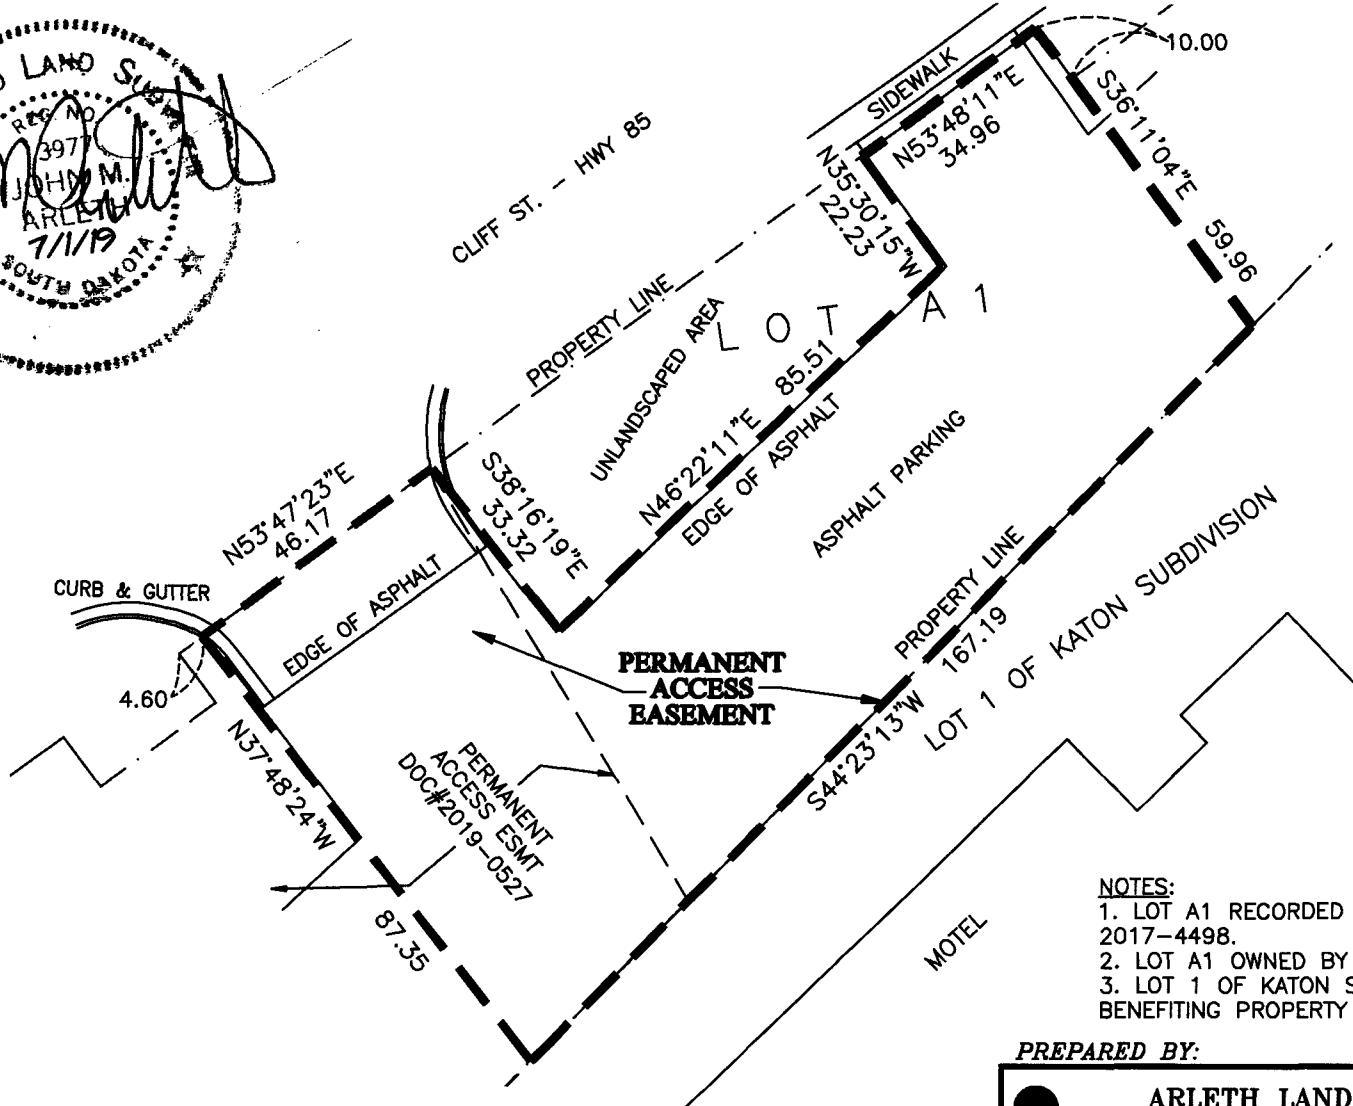 LAND
REG NO
3977
JOHN M.
ARLETH
7/1/19
SOUTH DAKOTA
CLIFF ST. - HWY 85
SIDEWALK
10.00
N53°48'11"E
34.96
S36°11'04"E 59.96
N35°30'15"W
22.23
PROPERTY LINE
UNLANDSCAPED AREA
LOT A1
N46°22'11"E 85.51
EDGE OF ASPHALT
ASPHALT PARKING
S38°16'19"E
33.32
N53°47'23"E
46.17
CURB & GUTTER
EDGE OF ASPHALT
4.60
N37°48'24"W
87.35
PERMANENT
ACCESS
EASEMENT
PERMANENT
ACCESS ESMT
DOC#2019-0527
PROPERTY LINE
S44°23'13"W 167.19
LOT 1 OF KATON SUBDIVISION
MOTEL
NOTES:
1. LOT A1 RECORDED
2017-4498.
2. LOT A1 OWNED BY
3. LOT 1 OF KATON S
BENEFITING PROPERTY
PREPARED BY:
ARLETH LAND